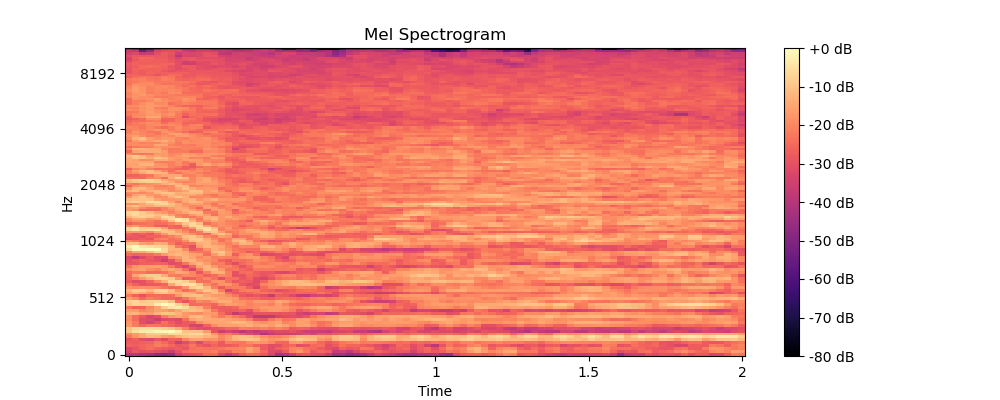 Mel Spectrogram
Hz
8192
4096
2048
1024
512
0
0 0.5 1 1.5 2
Time
+0 dB
-10 dB
-20 dB
-30 dB
-40 dB
-50 dB
-60 dB
-70 dB
-80 dB